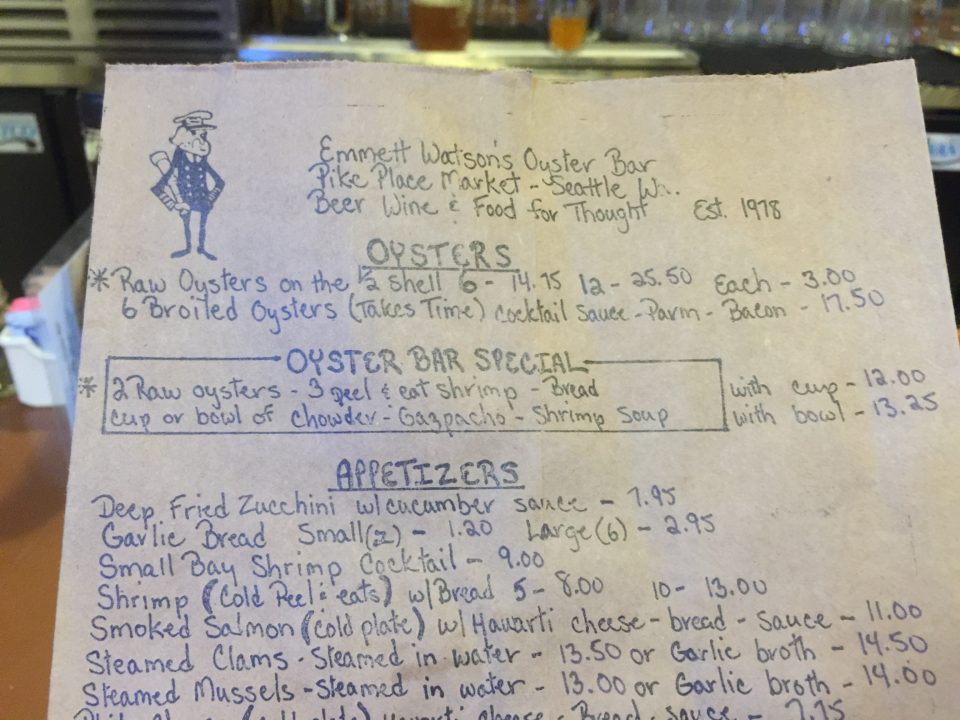 Emmett Watson's Oyster Bar
Pike Place Market - Seattle
Beer Wine & Food for Thought Est. 1978
OYSTERS
* Raw Oysters on the 1/2 shell 6 - 14.75 12 - 25.50 Each - 3.00
6 Broiled Oysters (Takes Time) cocktail sauce - Parm - Bacon - 17.50
OYSTER BAR SPECIAL
* 2 Raw oysters - 3 peel & eat shrimp - Bread with cup - 12.00
cup or bowl of chowder - Gazpacho - Shrimp Soup with bowl - 13.25
APPETIZERS
Deep Fried Zucchini w/cucumber sauce - 7.95
Garlic Bread Small(2) - 1.20 Large(6) - 2.95
Small Bay Shrimp Cocktail - 9.00
Shrimp (Cold Peel & eats) w/Bread 5 - 8.00 10 - 13.00
Smoked Salmon (cold plate) w/Havarti cheese - bread - sauce - 11.00
Steamed Clams - Steamed in water - 13.50 or Garlic broth - 14.50
Steamed Mussels - Steamed in water - 13.00 or Garlic broth - 14.00
cheese - Bread - sauce -